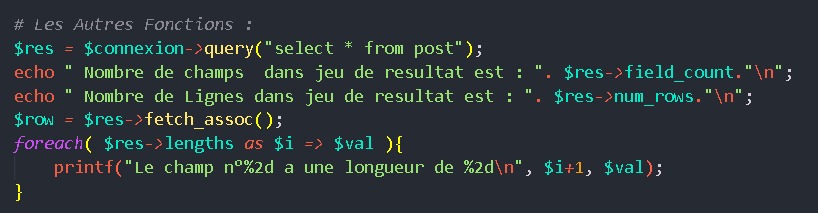 # Les Autres Fonctions :
$res = $connexion->query("select * from post");
echo " Nombre de champs  dans jeu de resultat est : ". $res->field_count."\n";
echo " Nombre de Lignes dans jeu de resultat est : ". $res->num_rows."\n";
$row = $res->fetch_assoc();
foreach( $res->lengths as $i => $val ){
    printf("Le champ nº%2d a une longueur de %2d\n", $i+1, $val);
}